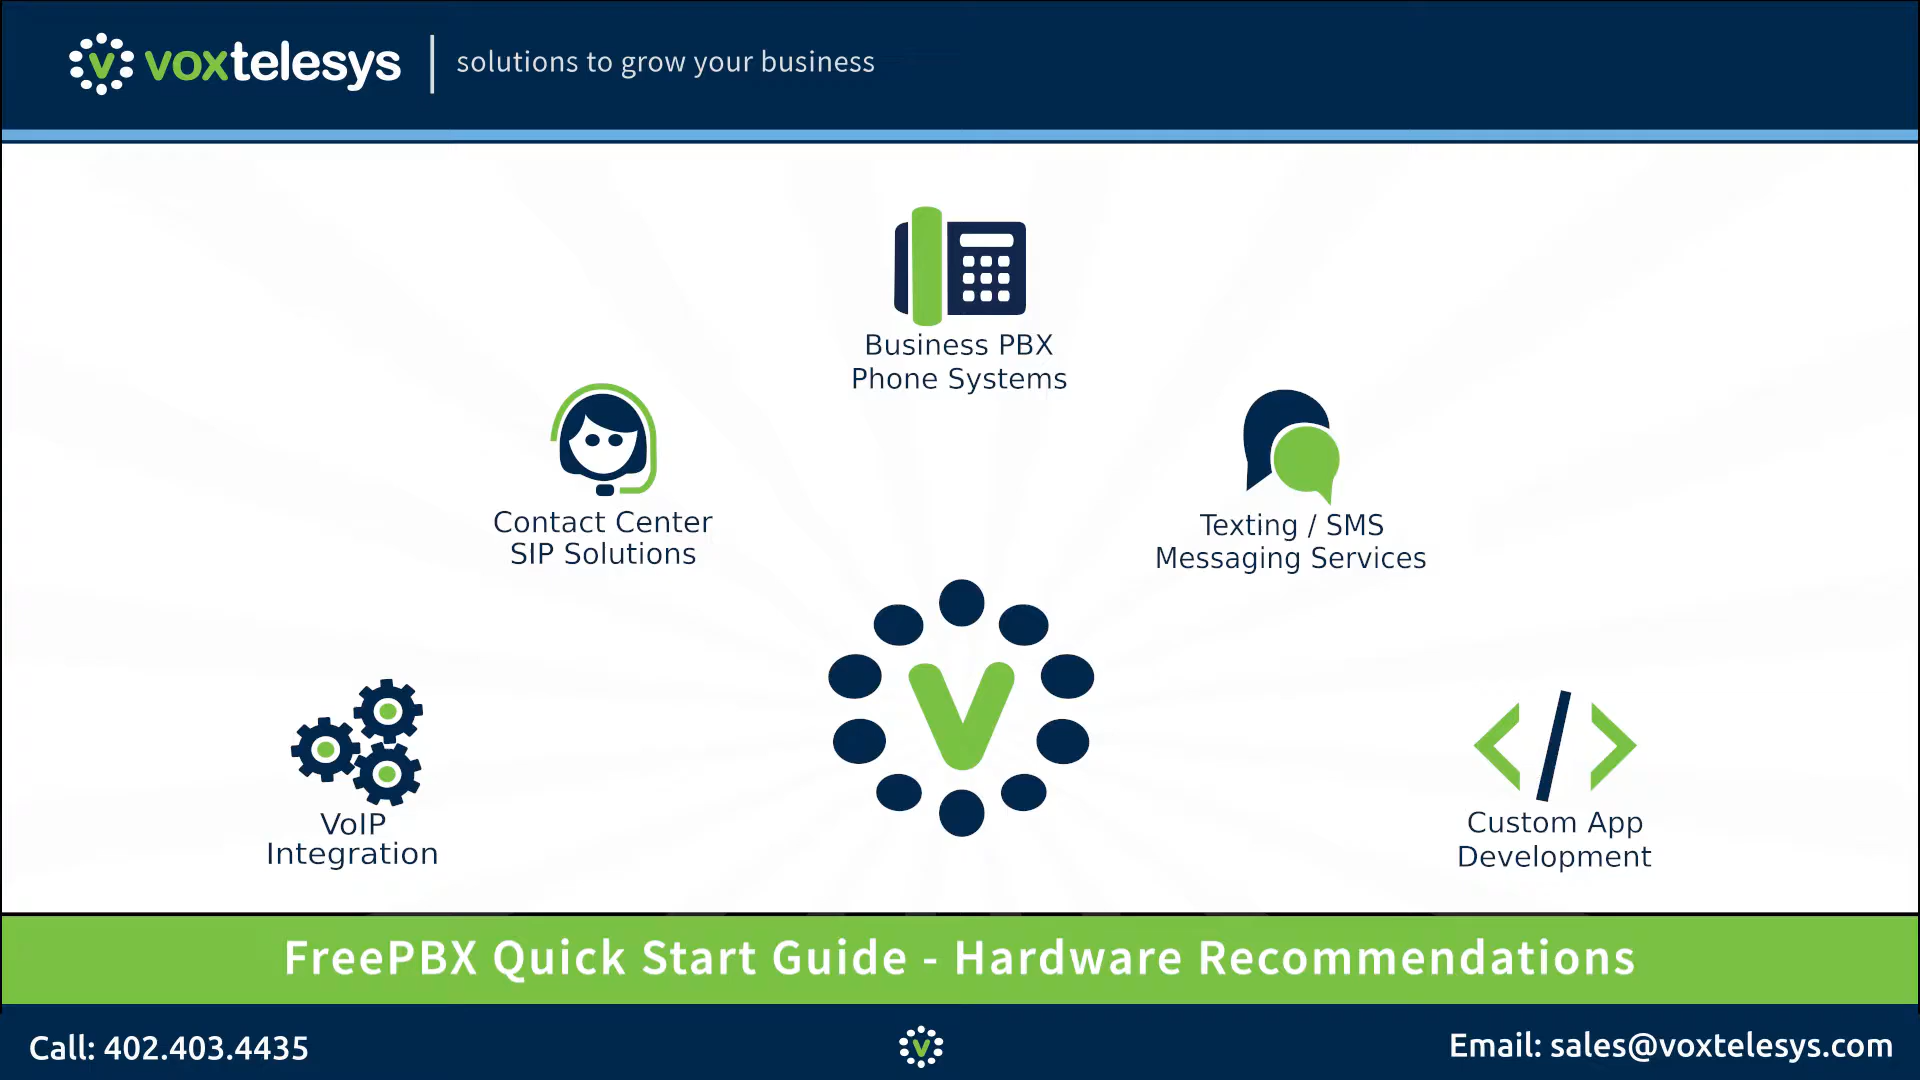 voxtelesys | solutions to grow your business
Business PBX
Phone Systems
Contact Center
SIP Solutions
Texting / SMS
Messaging Services
V
VoIP
Integration
Custom App
Development
FreePBX Quick Start Guide - Hardware Recommendations
Call: 402.403.4435
Email: sales@voxtelesys.com